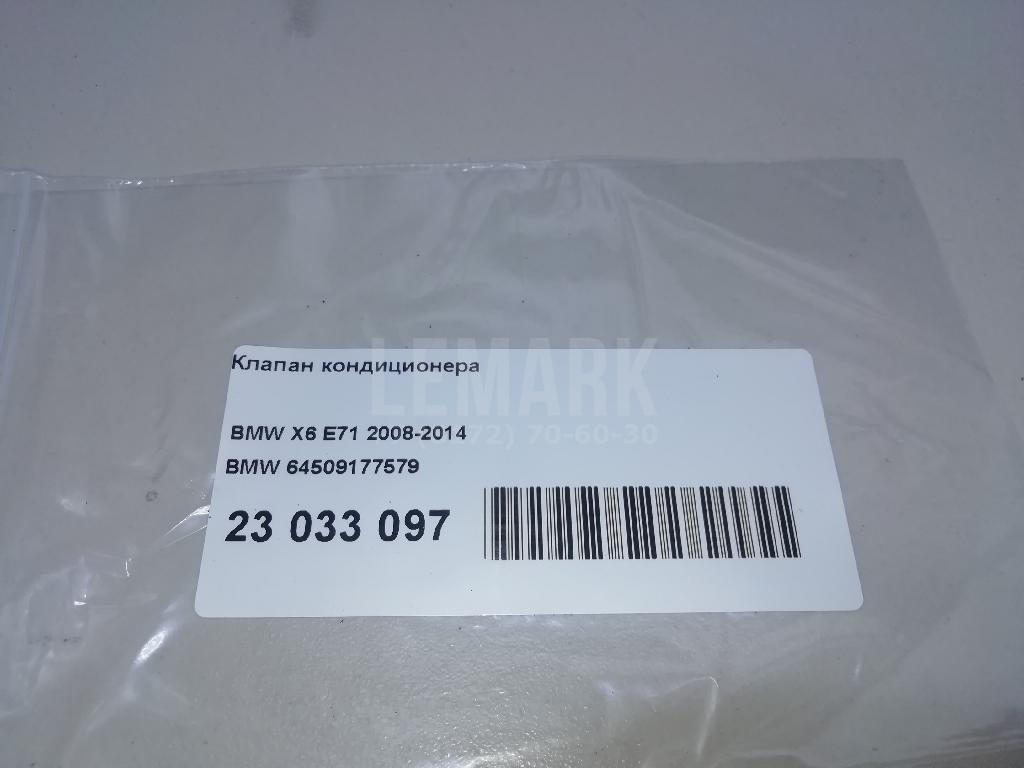 Клапан кондиционера
LEMARK
BMW X6 E71 2008-2014
72) 70-60-30
BMW 64509177579
23 033 097